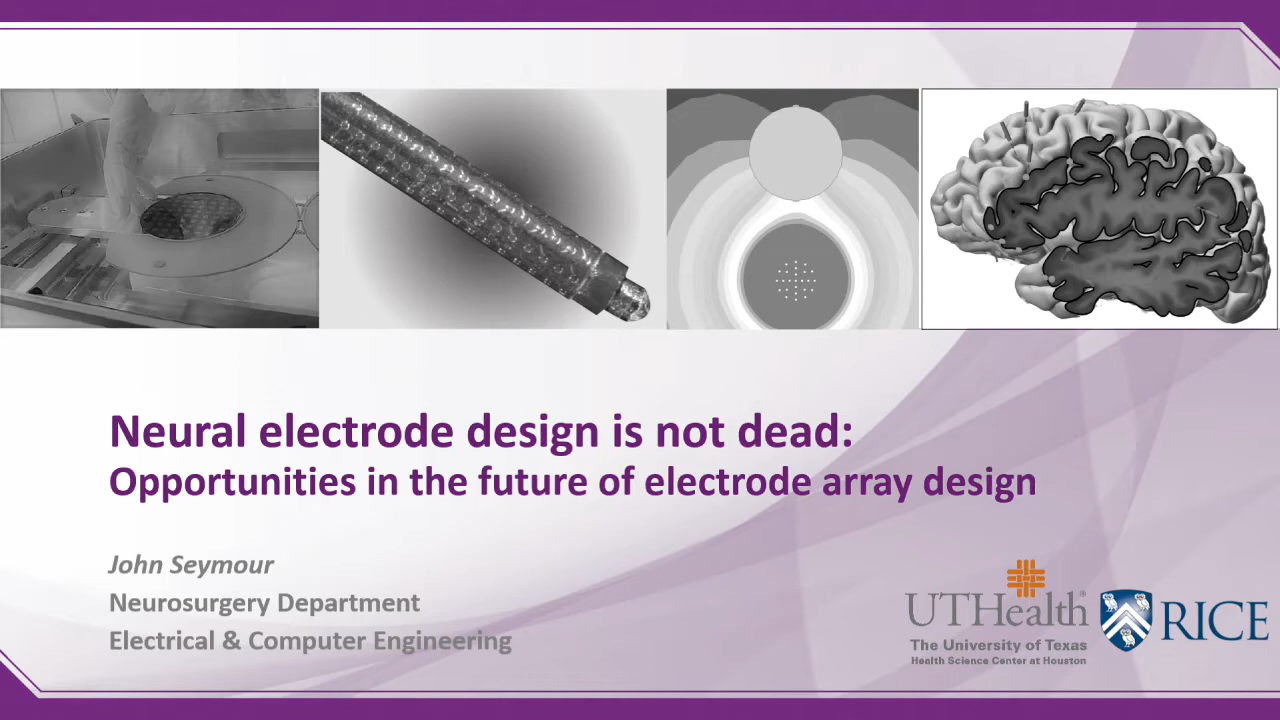 Neural electrode design is not dead:
Opportunities in the future of electrode array design
John Seymour
Neurosurgery Department
Electrical & Computer Engineering
UTHealth®
The University of Texas
Health Science Center at Houston
RICE